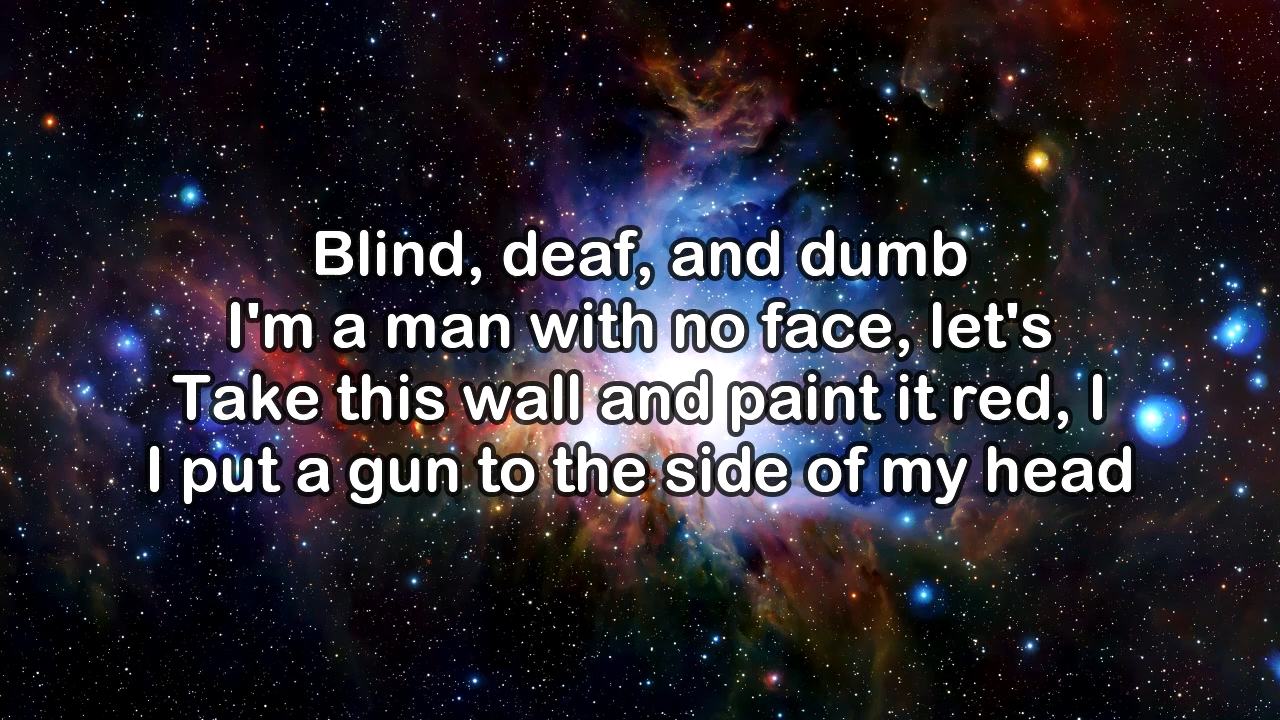 Blind, deaf, and dumb
I'm a man with no face, let's
Take this wall and paint it red, I
I put a gun to the side of my head